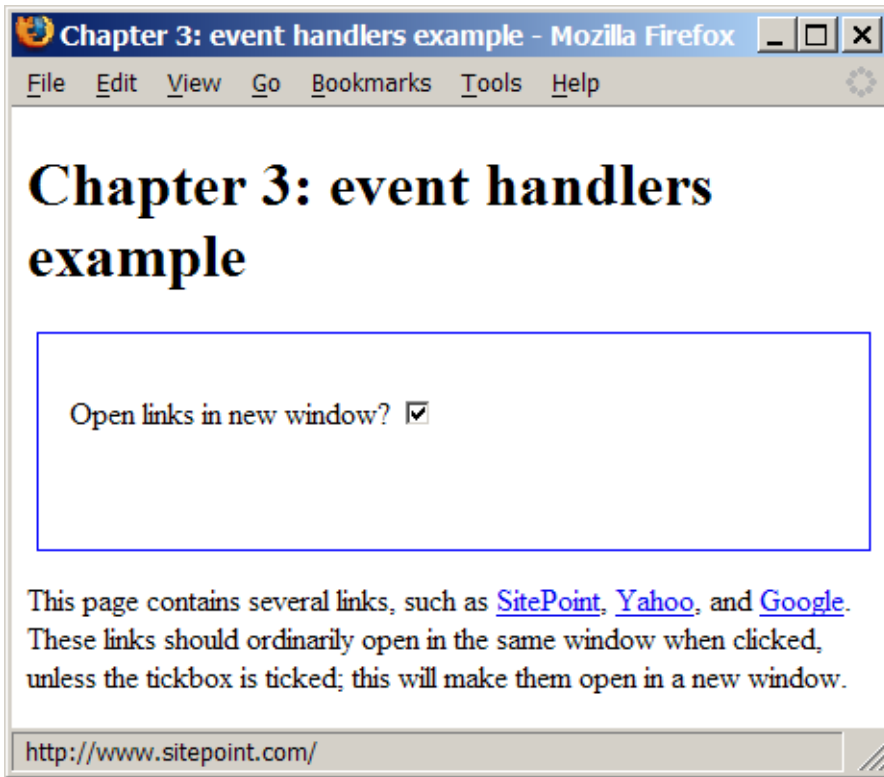 Chapter 3: event handlers example - Mozilla Firefox
File Edit View Go Bookmarks Tools Help
Chapter 3: event handlers
example
Open links in new window?
This page contains several links, such as SitePoint, Yahoo, and Google.
These links should ordinarily open in the same window when clicked,
unless the tickbox is ticked; this will make them open in a new window.
http://www.sitepoint.com/